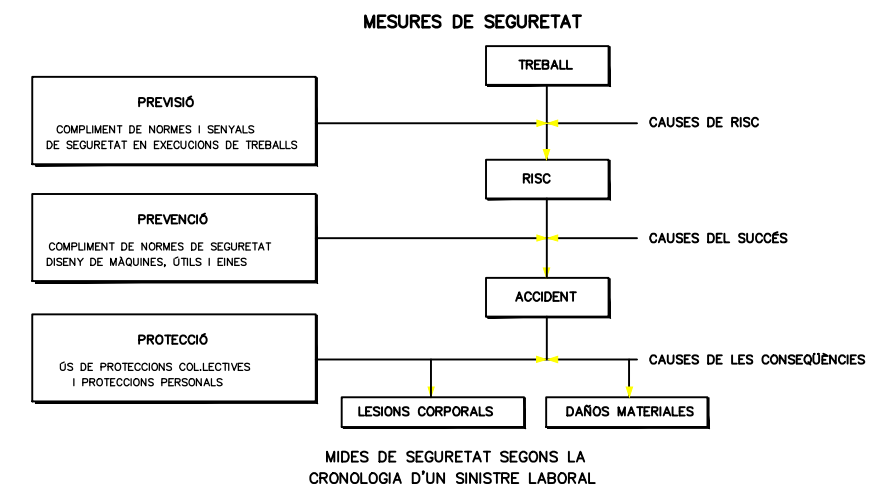 MESURES DE SEGURETAT
TREBALL
PREVISIÓ
COMPLIMENT DE NORMES I SENYALS
DE SEGURETAT EN EXECUCIONS DE TREBALLS
CAUSES DE RISC
RISC
PREVENCIÓ
COMPLIMENT DE NORMES DE SEGURETAT
DISENY DE MÀQUINES, ÚTILS I EINES
CAUSES DEL SUCCÉS
ACCIDENT
PROTECCIÓ
ÚS DE PROTECCIONS COL.LECTIVES
I PROTECCIONS PERSONALS
CAUSES DE LES CONSEQÜÈNCIES
LESIONS CORPORALS
DAÑOS MATERIALES
MIDES DE SEGURETAT SEGONS LA
CRONOLOGIA D'UN SINISTRE LABORAL